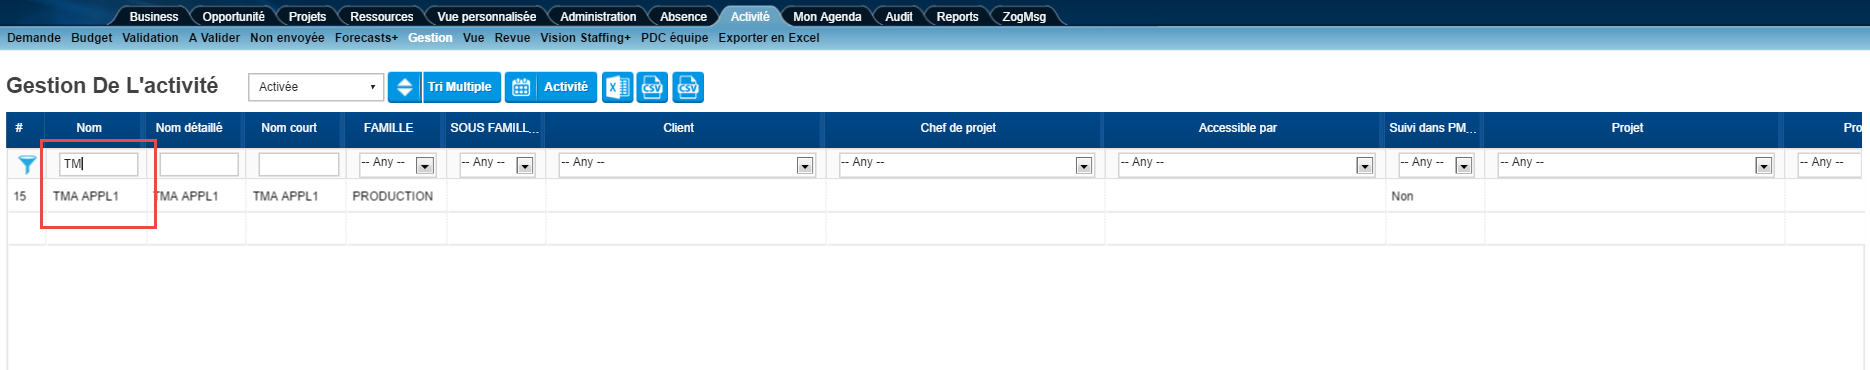 Business Opportunité Projets Ressources Vue personnalisée Administration Absence Activité Mon Agenda Audit Reports ZogMsg
Demande Budget Validation A Valider Non envoyée Forecasts+ Gestion Vue Revue Vision Staffing+ PDC équipe Exporter en Excel
Gestion De L'activité Activée Tri Multiple Activité X CSV CSV
# Nom Nom détaillé Nom court FAMILLE SOUS FAMILL... Client Chef de projet Accessible par Suivi dans PM... Projet Pro
TM -- Any -- -- Any -- -- Any -- -- Any -- -- Any -- -- Any -- -- Any -- -- Any --
15 TMA APPL1 TMA APPL1 TMA APPL1 PRODUCTION Non